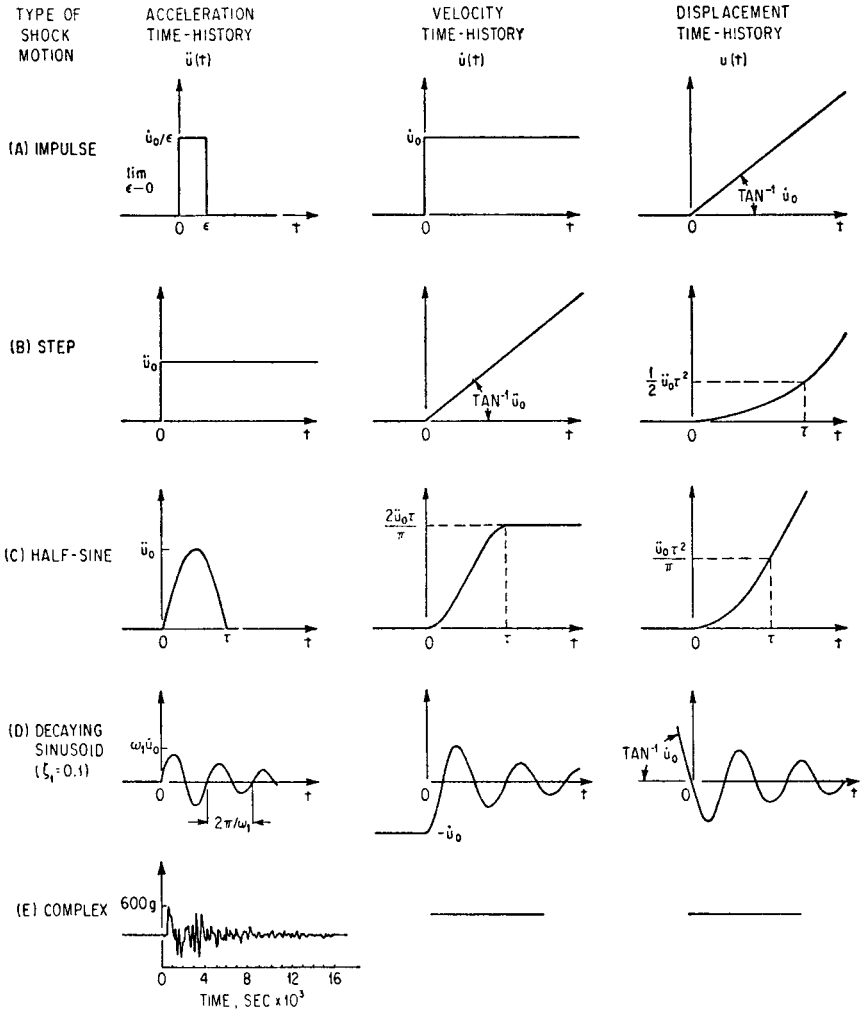 TYPE OF SHOCK MOTION
ACCELERATION TIME-HISTORY ü(t)
VELOCITY TIME-HISTORY u̇(t)
DISPLACEMENT TIME-HISTORY u(t)
(A) IMPULSE
u̇₀/ϵ
lim ϵ→0
0
ϵ
t
u̇₀
0
t
TAN⁻¹ u̇₀
0
t
(B) STEP
ü₀
0
t
TAN⁻¹ ü₀
0
t
1/2 ü₀τ²
0
τ
t
(C) HALF-SINE
ü₀
0
τ
t
2ü₀τ/π
0
τ
t
ü₀τ²/π
0
τ
t
(D) DECAYING SINUSOID (ζ₁=0.1)
ω₁u̇₀
0
t
2π/ω₁
0
t
-u̇₀
TAN⁻¹ u̇₀
0
t
(E) COMPLEX
600g
0 4 8 12 16
TIME, SEC x 10³